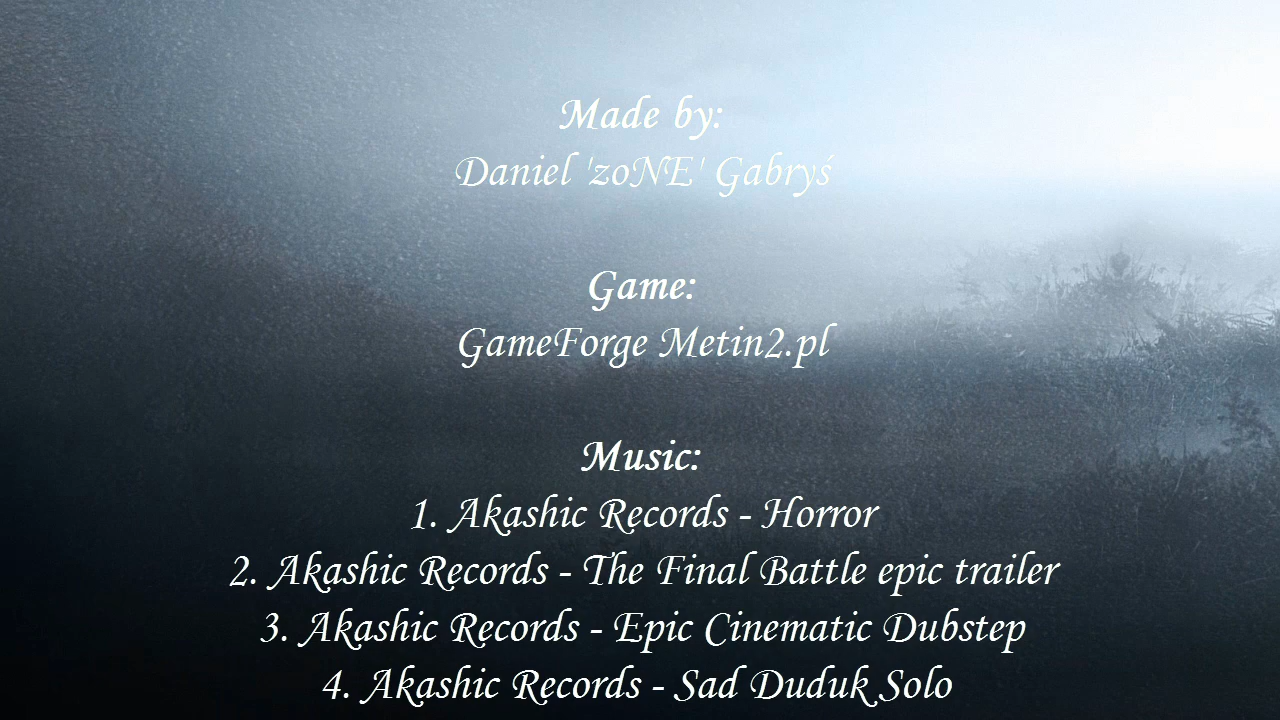 Made by:
Daniel 'zoNE' Gabryś
Game:
GameForge Metin2.pl
Music:
1. Akashic Records - Horror
2. Akashic Records - The Final Battle epic trailer
3. Akashic Records - Epic Cinematic Dubstep
4. Akashic Records - Sad Duduk Solo